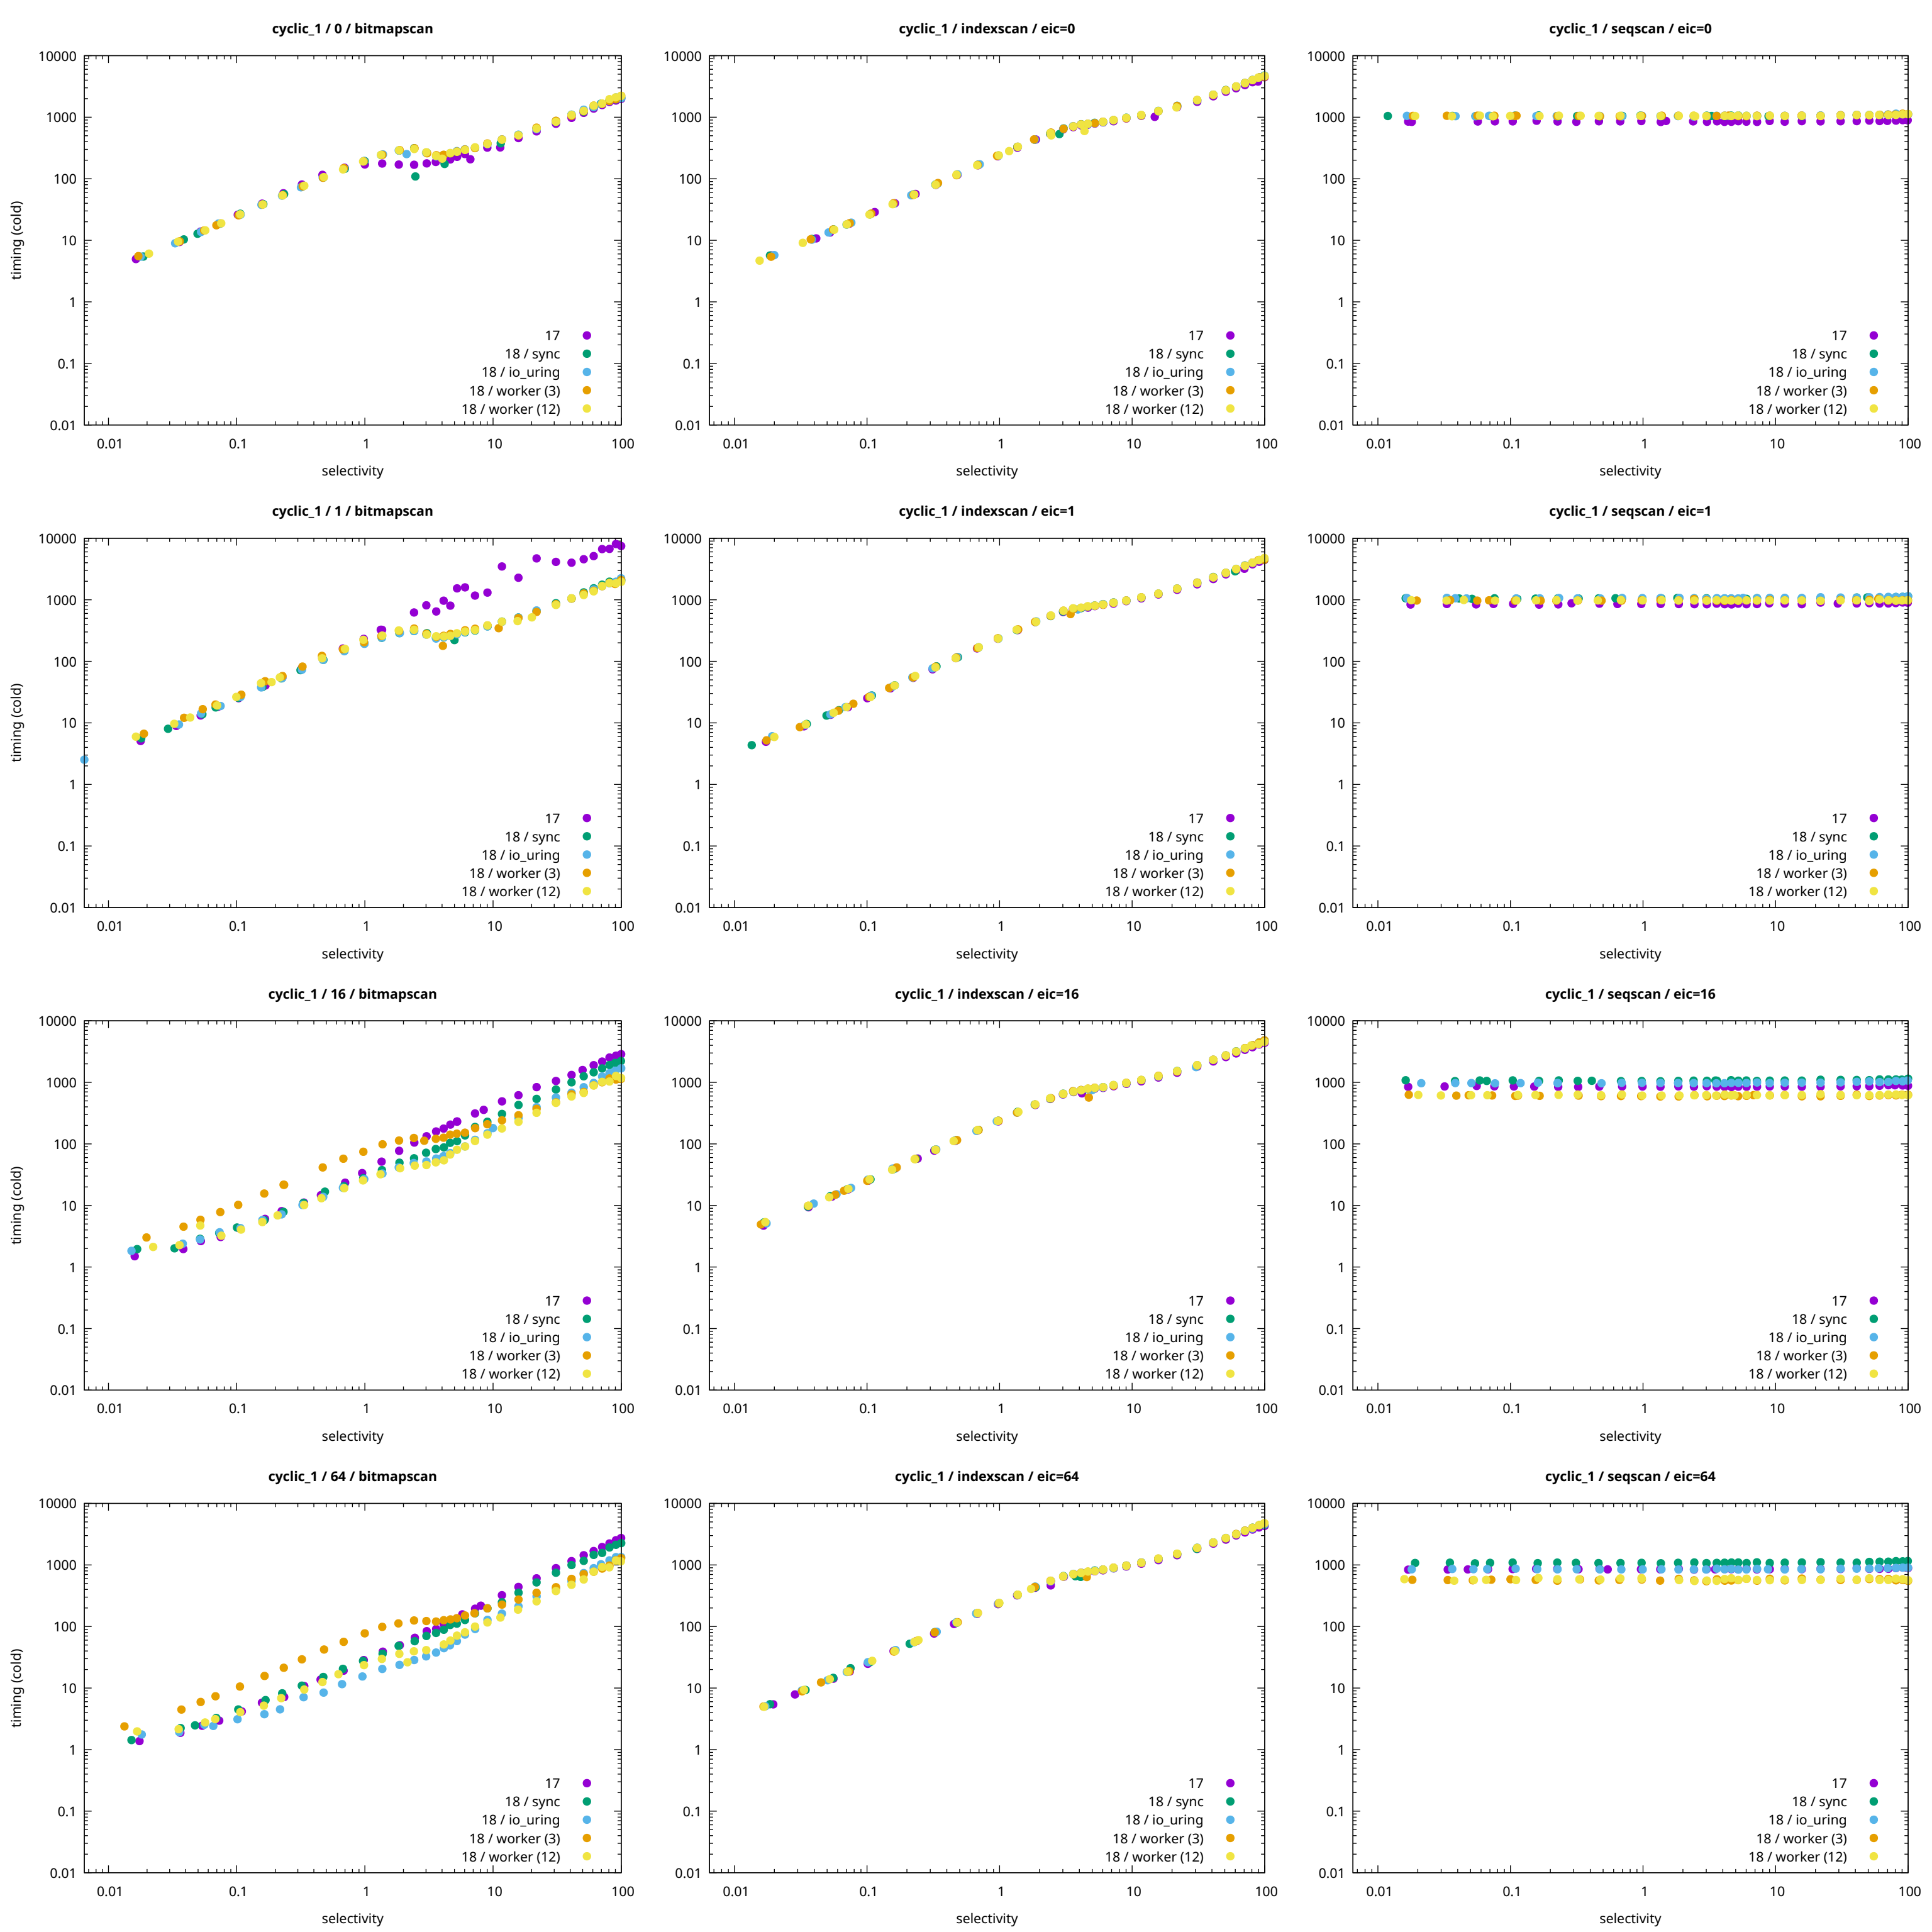 cyclic_1 / 0 / bitmapscan
10000
1000
100
10
1
0.1
0.01
timing (cold)
17
18 / sync
18 / io_uring
18 / worker (3)
18 / worker (12)
0.01 0.1 1 10 100
selectivity
cyclic_1 / indexscan / eic=0
10000
1000
100
10
1
0.1
0.01
17
18 / sync
18 / io_uring
18 / worker (3)
18 / worker (12)
0.01 0.1 1 10 100
selectivity
cyclic_1 / seqscan / eic=0
10000
1000
100
10
1
0.1
0.01
17
18 / sync
18 / io_uring
18 / worker (3)
18 / worker (12)
0.01 0.1 1 10 100
selectivity
cyclic_1 / 1 / bitmapscan
10000
1000
100
10
1
0.1
0.01
timing (cold)
17
18 / sync
18 / io_uring
18 / worker (3)
18 / worker (12)
0.01 0.1 1 10 100
selectivity
cyclic_1 / indexscan / eic=1
10000
1000
100
10
1
0.1
0.01
17
18 / sync
18 / io_uring
18 / worker (3)
18 / worker (12)
0.01 0.1 1 10 100
selectivity
cyclic_1 / seqscan / eic=1
10000
1000
100
10
1
0.1
0.01
17
18 / sync
18 / io_uring
18 / worker (3)
18 / worker (12)
0.01 0.1 1 10 100
selectivity
cyclic_1 / 16 / bitmapscan
10000
1000
100
10
1
0.1
0.01
timing (cold)
17
18 / sync
18 / io_uring
18 / worker (3)
18 / worker (12)
0.01 0.1 1 10 100
selectivity
cyclic_1 / indexscan / eic=16
10000
1000
100
10
1
0.1
0.01
17
18 / sync
18 / io_uring
18 / worker (3)
18 / worker (12)
0.01 0.1 1 10 100
selectivity
cyclic_1 / seqscan / eic=16
10000
1000
100
10
1
0.1
0.01
17
18 / sync
18 / io_uring
18 / worker (3)
18 / worker (12)
0.01 0.1 1 10 100
selectivity
cyclic_1 / 64 / bitmapscan
10000
1000
100
10
1
0.1
0.01
timing (cold)
17
18 / sync
18 / io_uring
18 / worker (3)
18 / worker (12)
0.01 0.1 1 10 100
selectivity
cyclic_1 / indexscan / eic=64
10000
1000
100
10
1
0.1
0.01
17
18 / sync
18 / io_uring
18 / worker (3)
18 / worker (12)
0.01 0.1 1 10 100
selectivity
cyclic_1 / seqscan / eic=64
10000
1000
100
10
1
0.1
0.01
17
18 / sync
18 / io_uring
18 / worker (3)
18 / worker (12)
0.01 0.1 1 10 100
selectivity